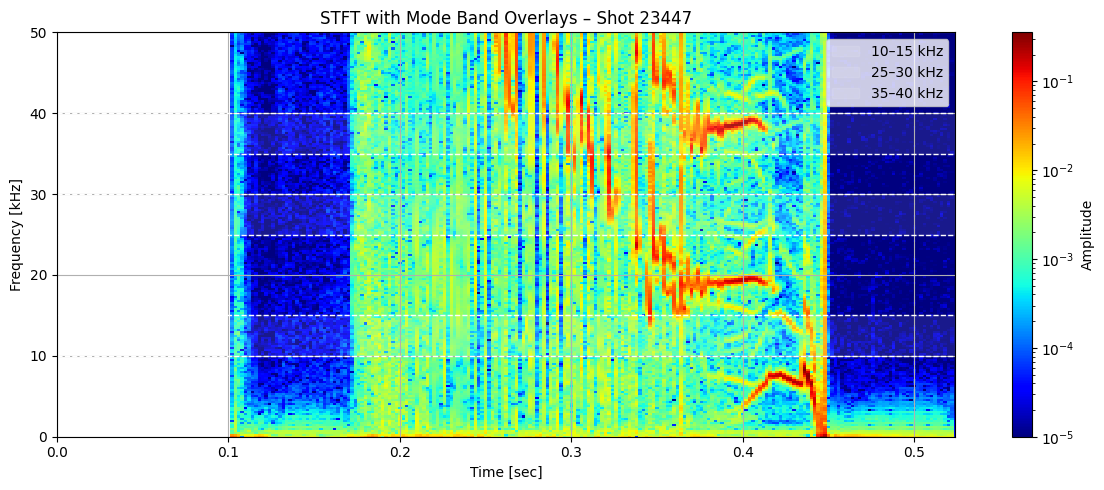 STFT with Mode Band Overlays – Shot 23447
50
40
30
20
10
0
Frequency [kHz]
0.0
0.1
0.2
0.3
0.4
0.5
Time [sec]
10–15 kHz
25–30 kHz
35–40 kHz
10⁻¹
10⁻²
10⁻³
10⁻⁴
10⁻⁵
Amplitude